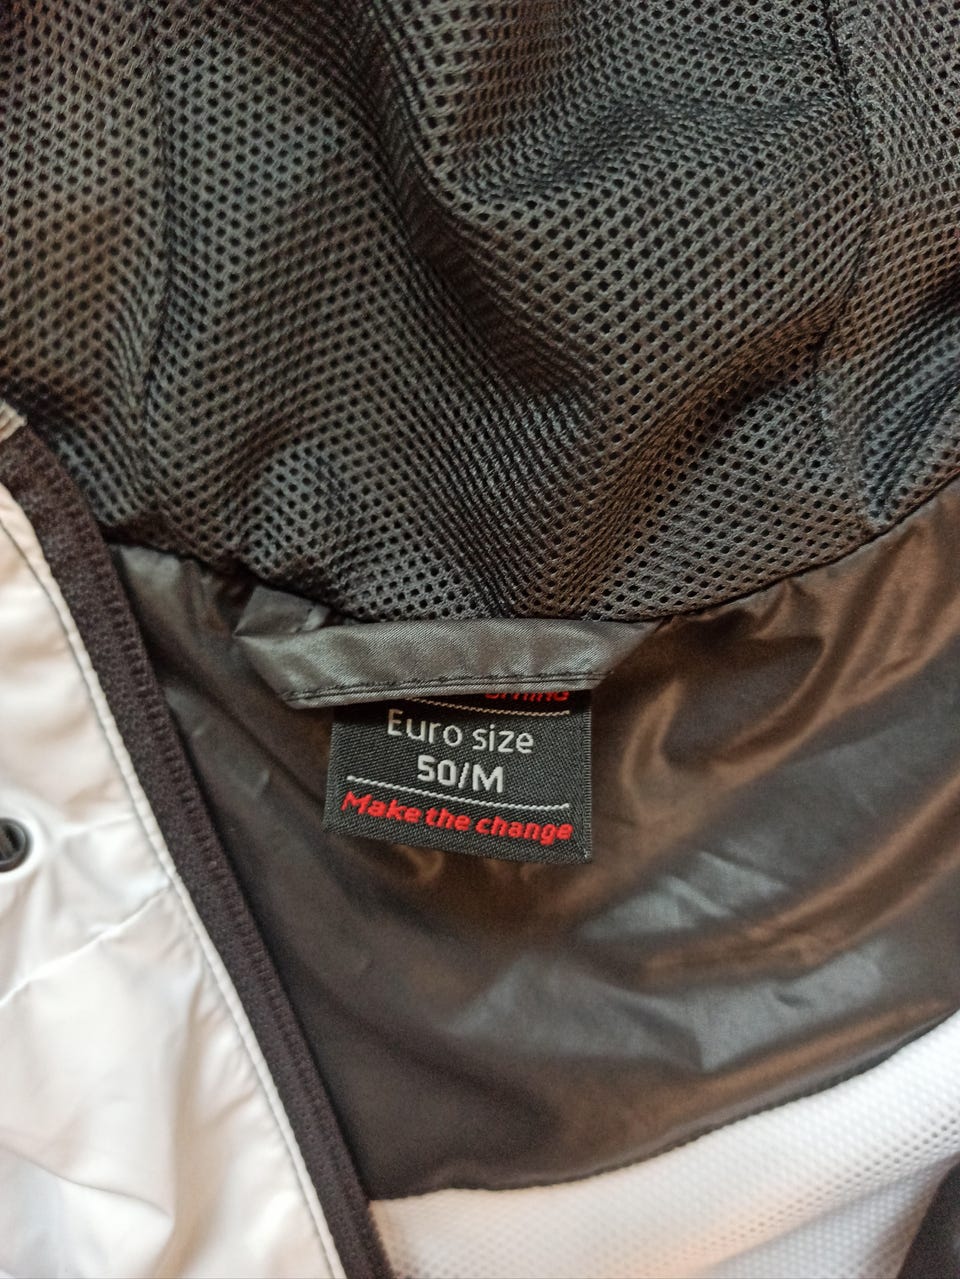 Euro size
50/M
Make the change